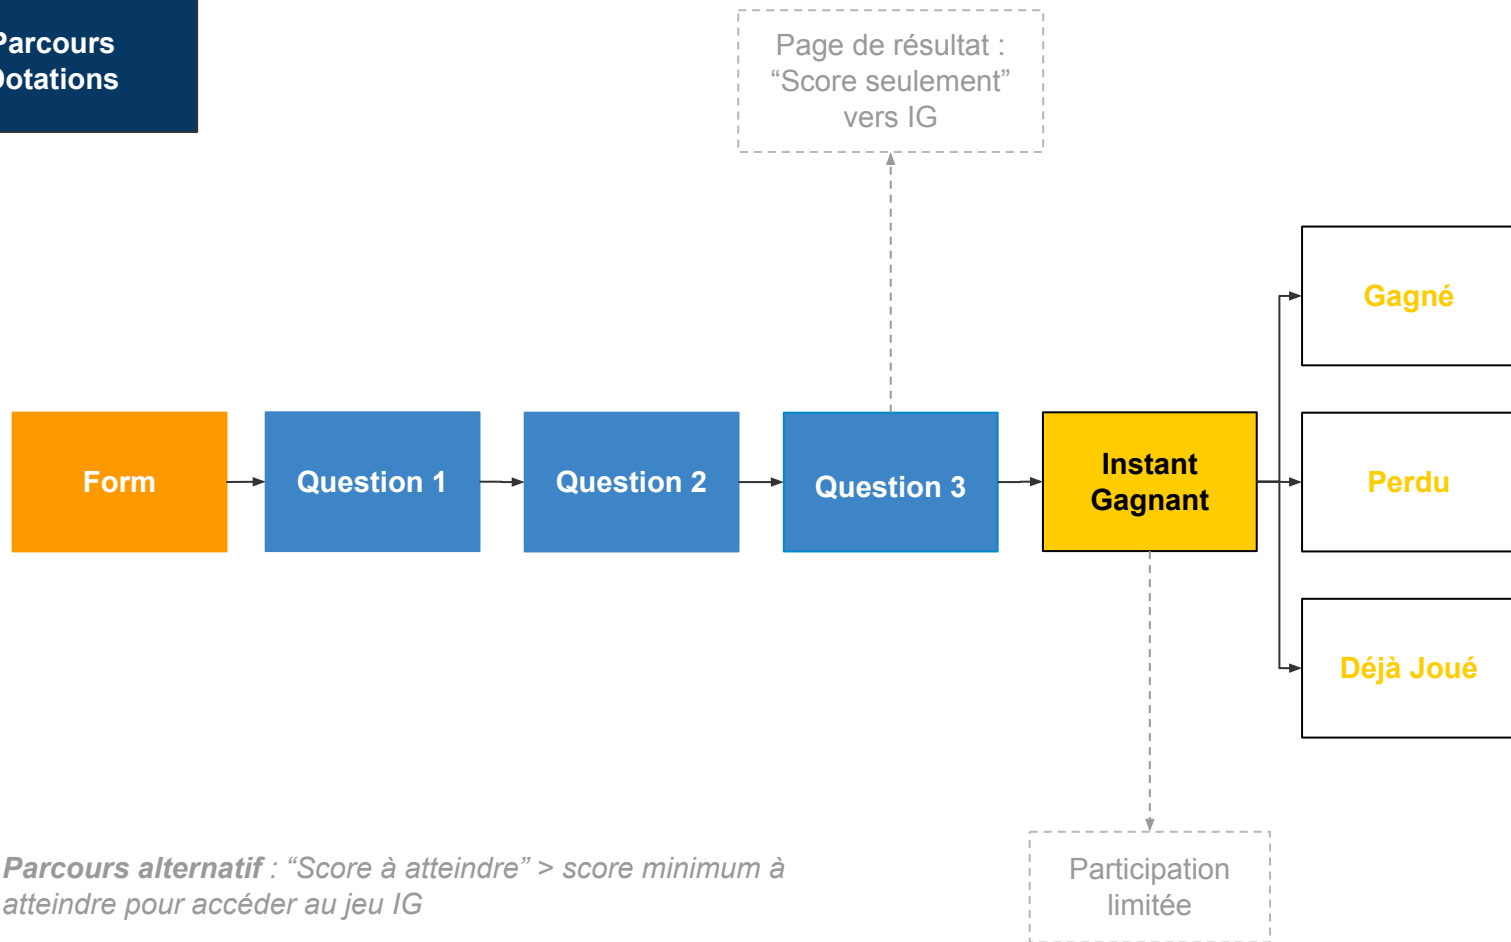 Parcours
Dotations
Page de résultat :
“Score seulement”
vers IG
Gagné
Form
Question 1
Question 2
Question 3
Instant
Gagnant
Perdu
Déjà Joué
Parcours alternatif : “Score à atteindre” > score minimum à
atteindre pour accéder au jeu IG
Participation
limitée